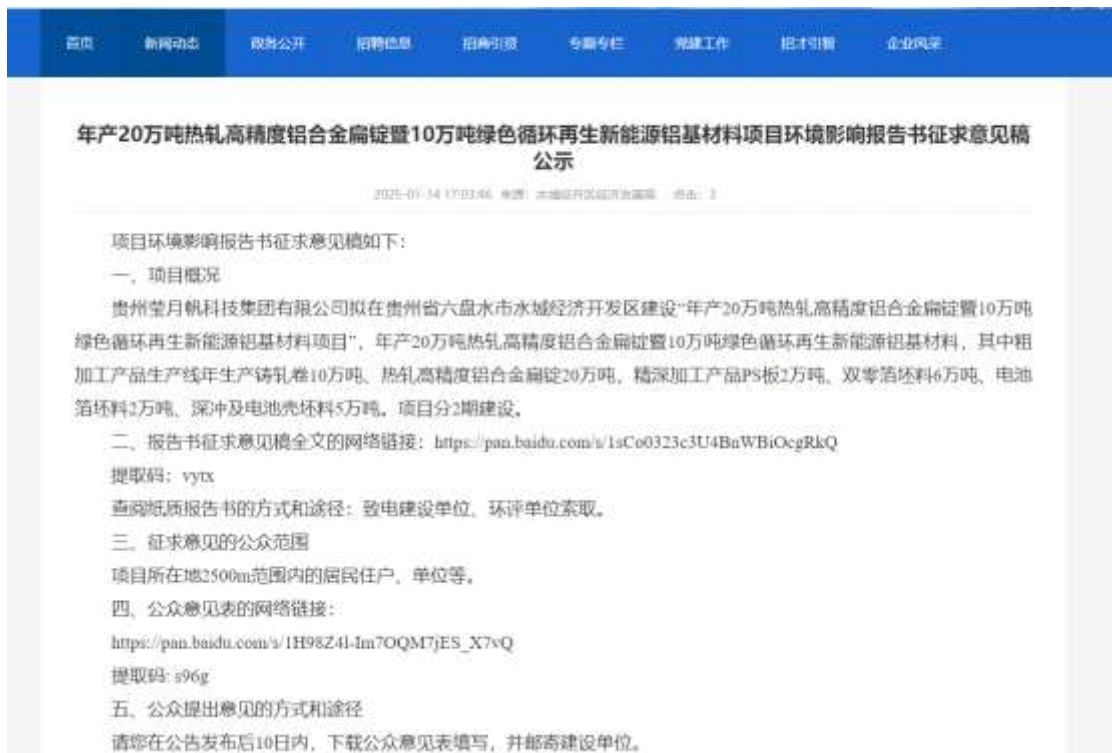 首页 新闻动态 政务公开 招聘信息 招商引资 专题专栏 党建工作 招才引智 企业风采
年产20万吨热轧高精度铝合金扁锭暨10万吨绿色循环再生新能源铝基材料项目环境影响报告书征求意见稿
公示
2025-01-14 17:03:46 来源：水城经开区经济发展局 点击：2
项目环境影响报告书征求意见稿如下：
一、项目概况
贵州莹月帆科技集团有限公司拟在贵州省六盘水市水城经济开发区建设“年产20万吨热轧高精度铝合金扁锭暨10万吨
绿色循环再生新能源铝基材料项目”，年产20万吨热轧高精度铝合金扁锭暨10万吨绿色循环再生新能源铝基材料，其中粗
加工产品生产线年生产铸轧卷10万吨、热轧高精度铝合金扁锭20万吨，精深加工产品PS板2万吨、双零箔坯料6万吨、电池
箔坯料2万吨、深冲及电池壳坯料5万吨。项目分2期建设。
二、报告书征求意见稿全文的网络链接：https://pan.baidu.com/s/1sCo0323c3U4BnWBiOcgRkQ
提取码：vytx
查阅纸质报告书的方式和途径：致电建设单位、环评单位索取。
三、征求意见的公众范围
项目所在地2500m范围内的居民住户、单位等。
四、公众意见表的网络链接：
https://pan.baidu.com/s/1H98Z4l-Im7OQM7jES_X7vQ
提取码: s96g
五、公众提出意见的方式和途径
请您在公告发布后10日内，下载公众意见表填写，并邮寄建设单位。